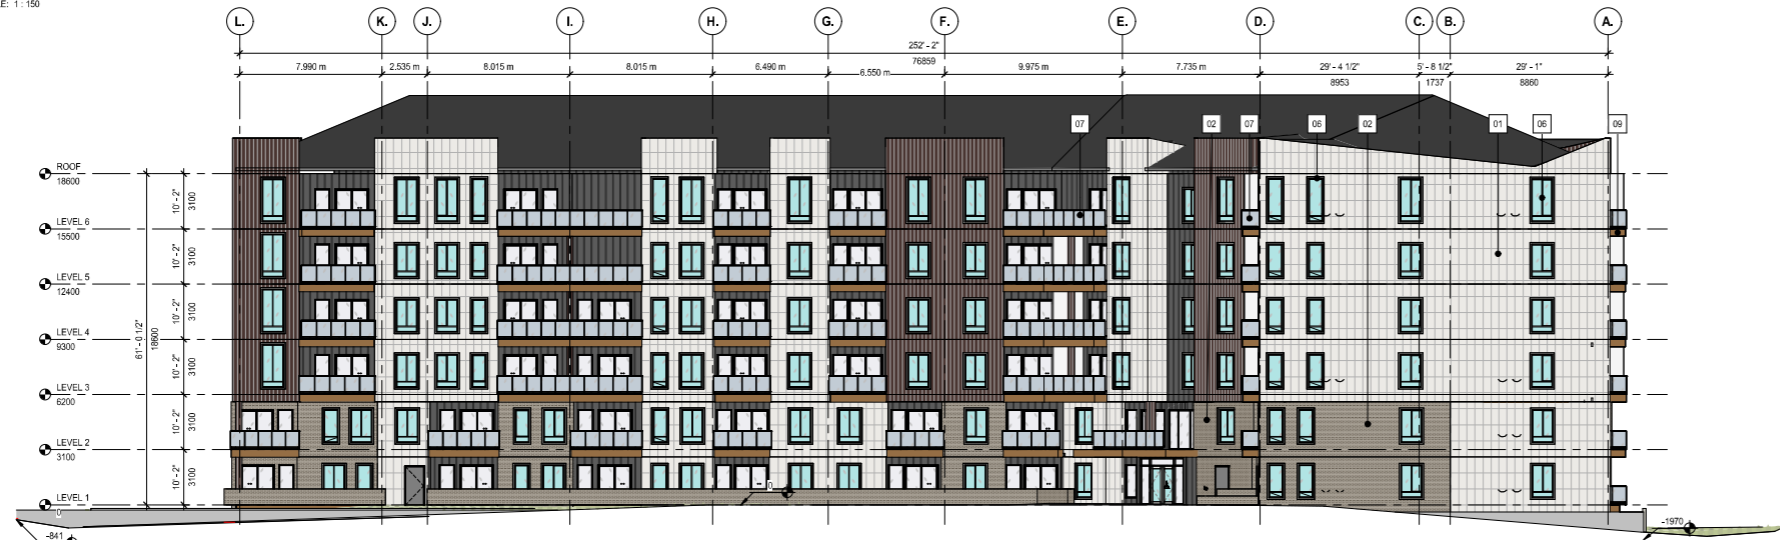 E: 1 : 150
L. K. J. I. H. G. F. E. D. C. B. A.
252' - 2"
76859
7.990 m 2.535 m 8.015 m 8.015 m 6.490 m 6.550 m 9.975 m 7.735 m 29' - 4 1/2" 5' - 8 1/2" 29' - 1"
8953 1737 8860
07 02 07 06 02 01 06 09
ROOF
18600
10' - 2"
3100
LEVEL 6
15500
10' - 2"
3100
LEVEL 5
12400
10' - 2"
3100
LEVEL 4
9300
61' - 0 1/2"
18600
10' - 2"
3100
LEVEL 3
6200
10' - 2"
3100
LEVEL 2
3100
10' - 2"
3100
LEVEL 1
0
0
-841
-1970